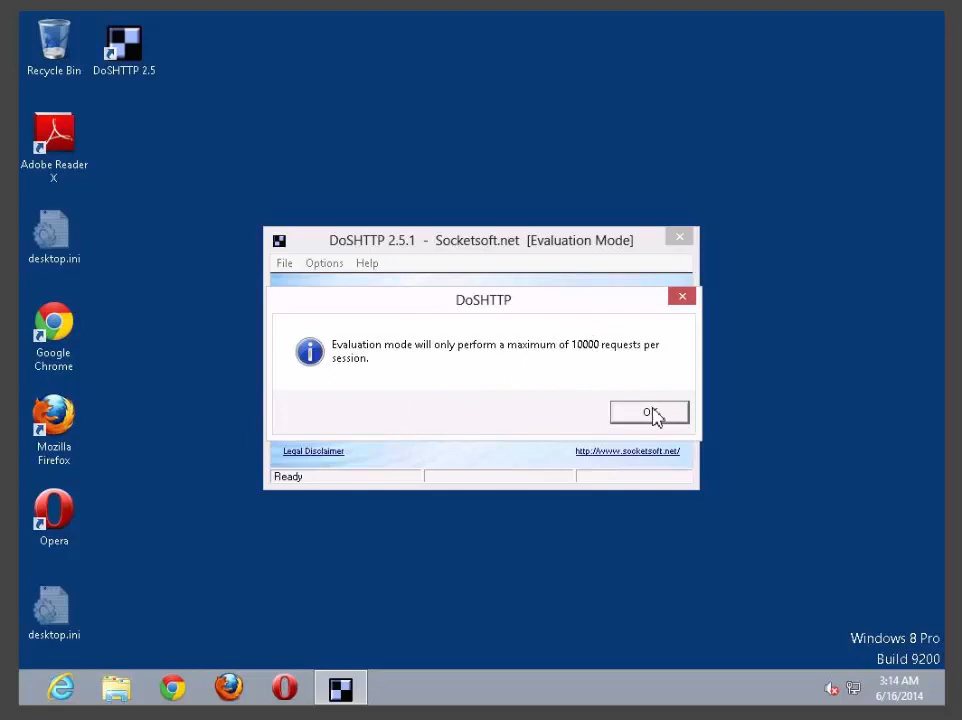 Recycle Bin
DoSHTTP 2.5
Adobe Reader
X
desktop.ini
Google
Chrome
Mozilla
Firefox
Opera
desktop.ini
DoSHTTP 2.5.1 - Socketsoft.net [Evaluation Mode]
File Options Help
DoSHTTP
Evaluation mode will only perform a maximum of 10000 requests per
session.
Legal Disclaimer
http://www.socketsoft.net/
Ready
Windows 8 Pro
Build 9200
3:14 AM
6/16/2014